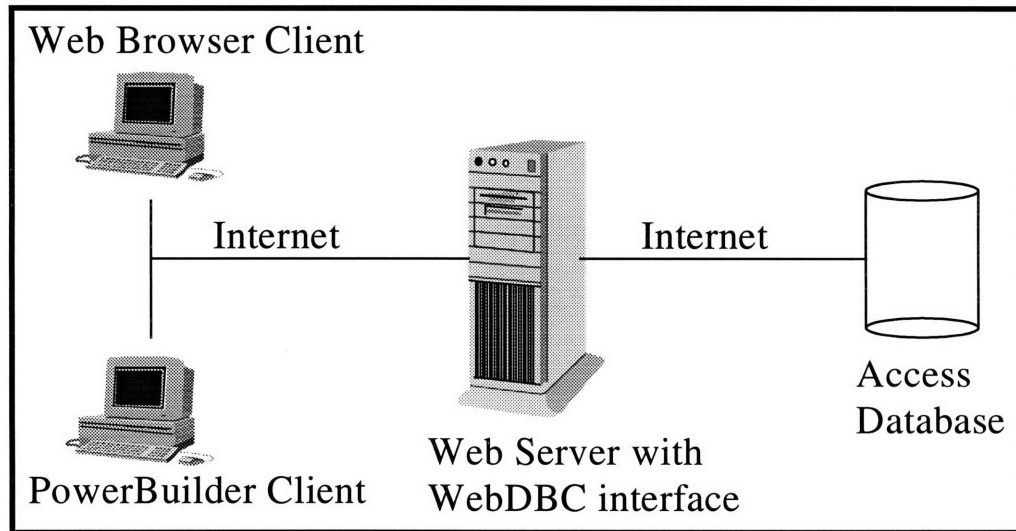 Web Browser Client
Internet
Internet
Access
Database
Web Server with
WebDBC interface
PowerBuilder Client